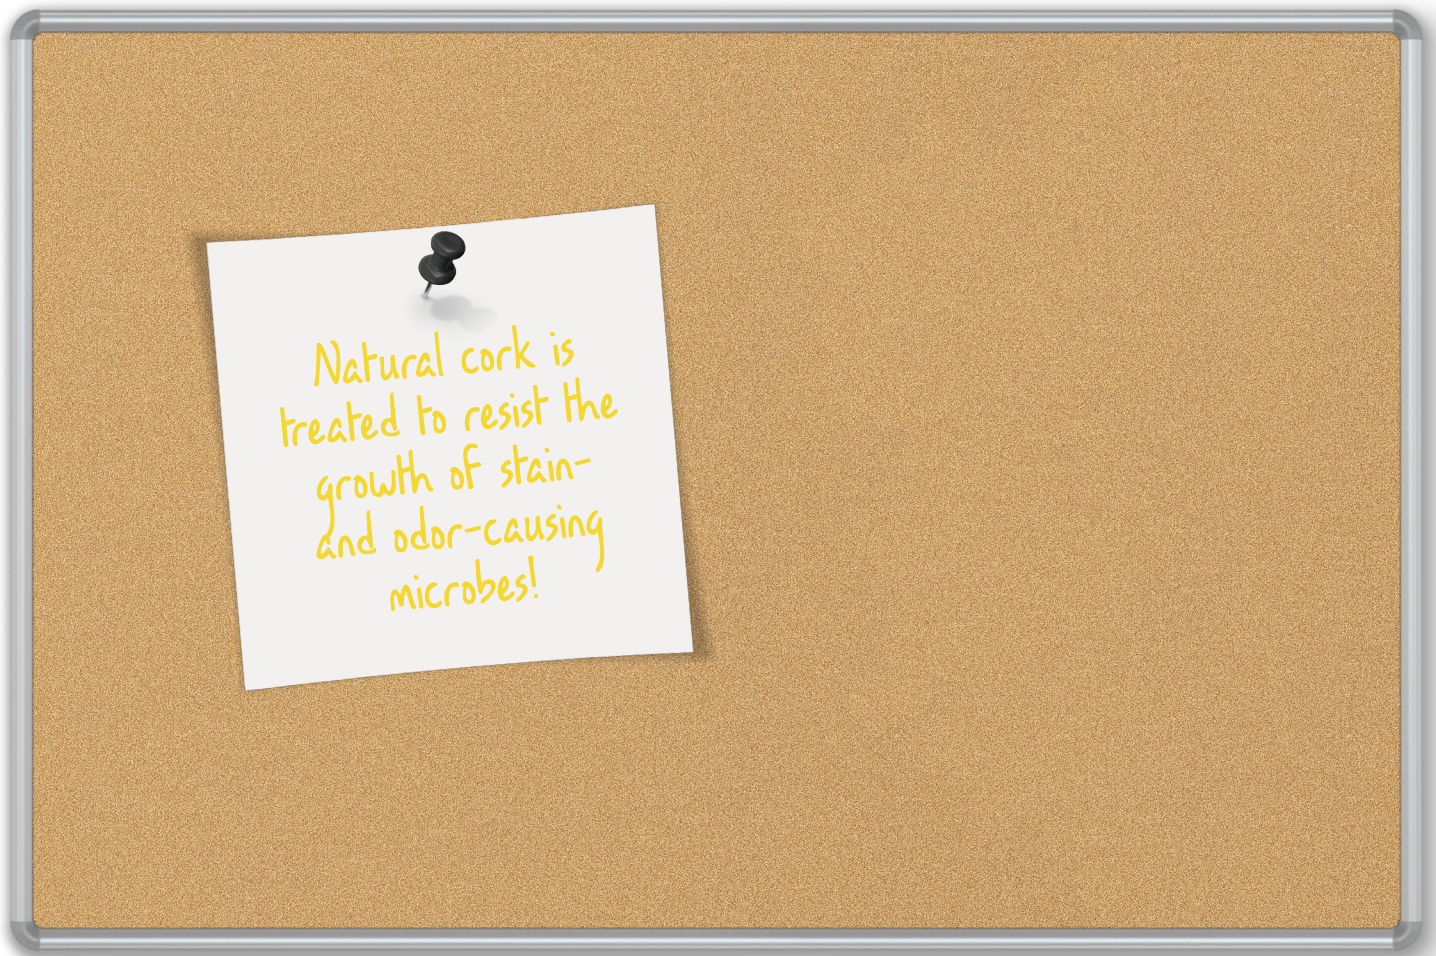 Natural cork is
treated to resist the
growth of stain-
and odor-causing
microbes!